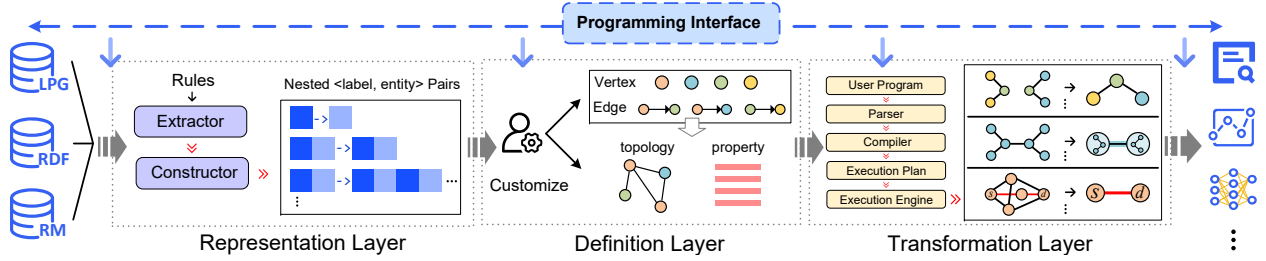 Programming Interface
LPG
RDF
RM
Rules
Extractor
Constructor
Nested <label, entity> Pairs
->
->
->
...
⋮
Representation Layer
Customize
Vertex
Edge
topology
property
Definition Layer
User Program
Parser
Compiler
Execution Plan
Execution Engine
s
d
s
d
Transformation Layer